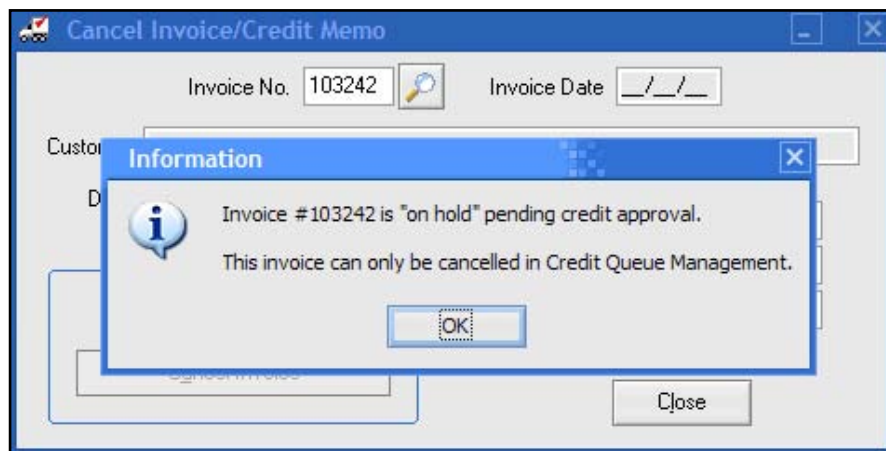 Cancel Invoice/Credit Memo
Invoice No. 103242 Invoice Date __/__/__
Information
Invoice #103242 is "on hold" pending credit approval.
This invoice can only be cancelled in Credit Queue Management.
OK
Close